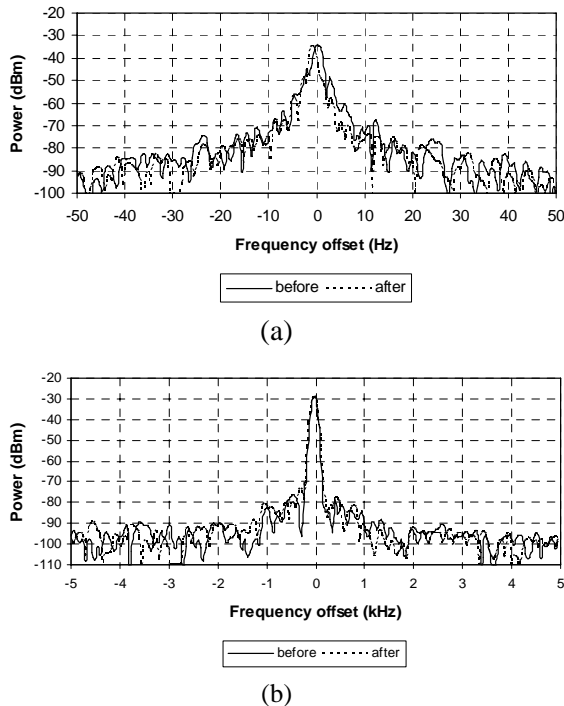 -20
-30
-40
-50
-60
-70
-80
-90
-100
Power (dBm)
-50 -40 -30 -20 -10 0 10 20 30 40 50
Frequency offset (Hz)
before after
(a)
-20
-30
-40
-50
-60
-70
-80
-90
-100
-110
Power (dBm)
-5 -4 -3 -2 -1 0 1 2 3 4 5
Frequency offset (kHz)
before after
(b)